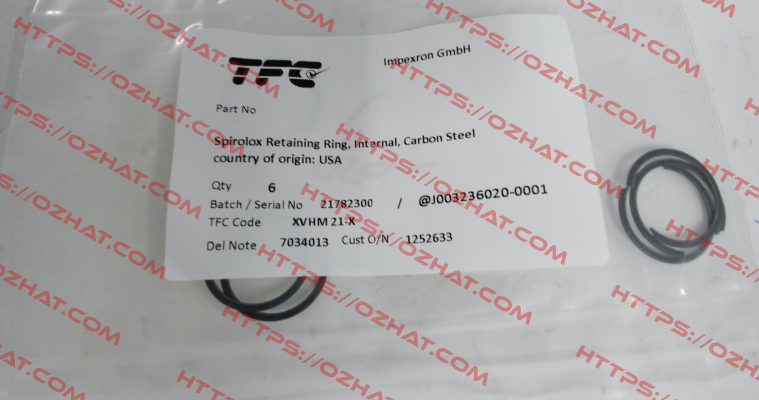 TFC
Impexron GmbH
Part No
Spirolox Retaining Ring, Internal, Carbon Steel
country of origin: USA
Qty 6
Batch / Serial No 21782300 / @J003236020-0001
TFC Code XVHM 21-X
Del Note 7034013 Cust O/N 1252633
HTTPS://OZHAT.COM